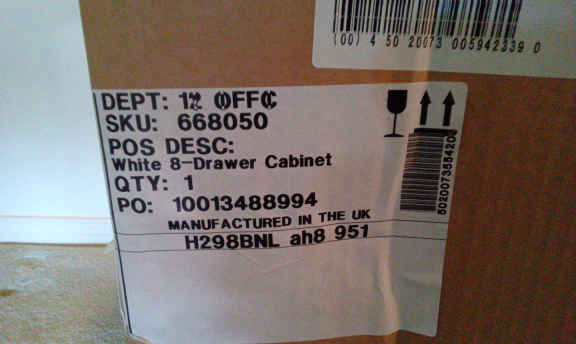 (00) 4 50 20073 005942339 0
DEPT: 12 OFFC
SKU: 668050
POS DESC:
White 8-Drawer Cabinet
QTY: 1
PO: 10013488994
MANUFACTURED IN THE UK
H298BNL ah8 951